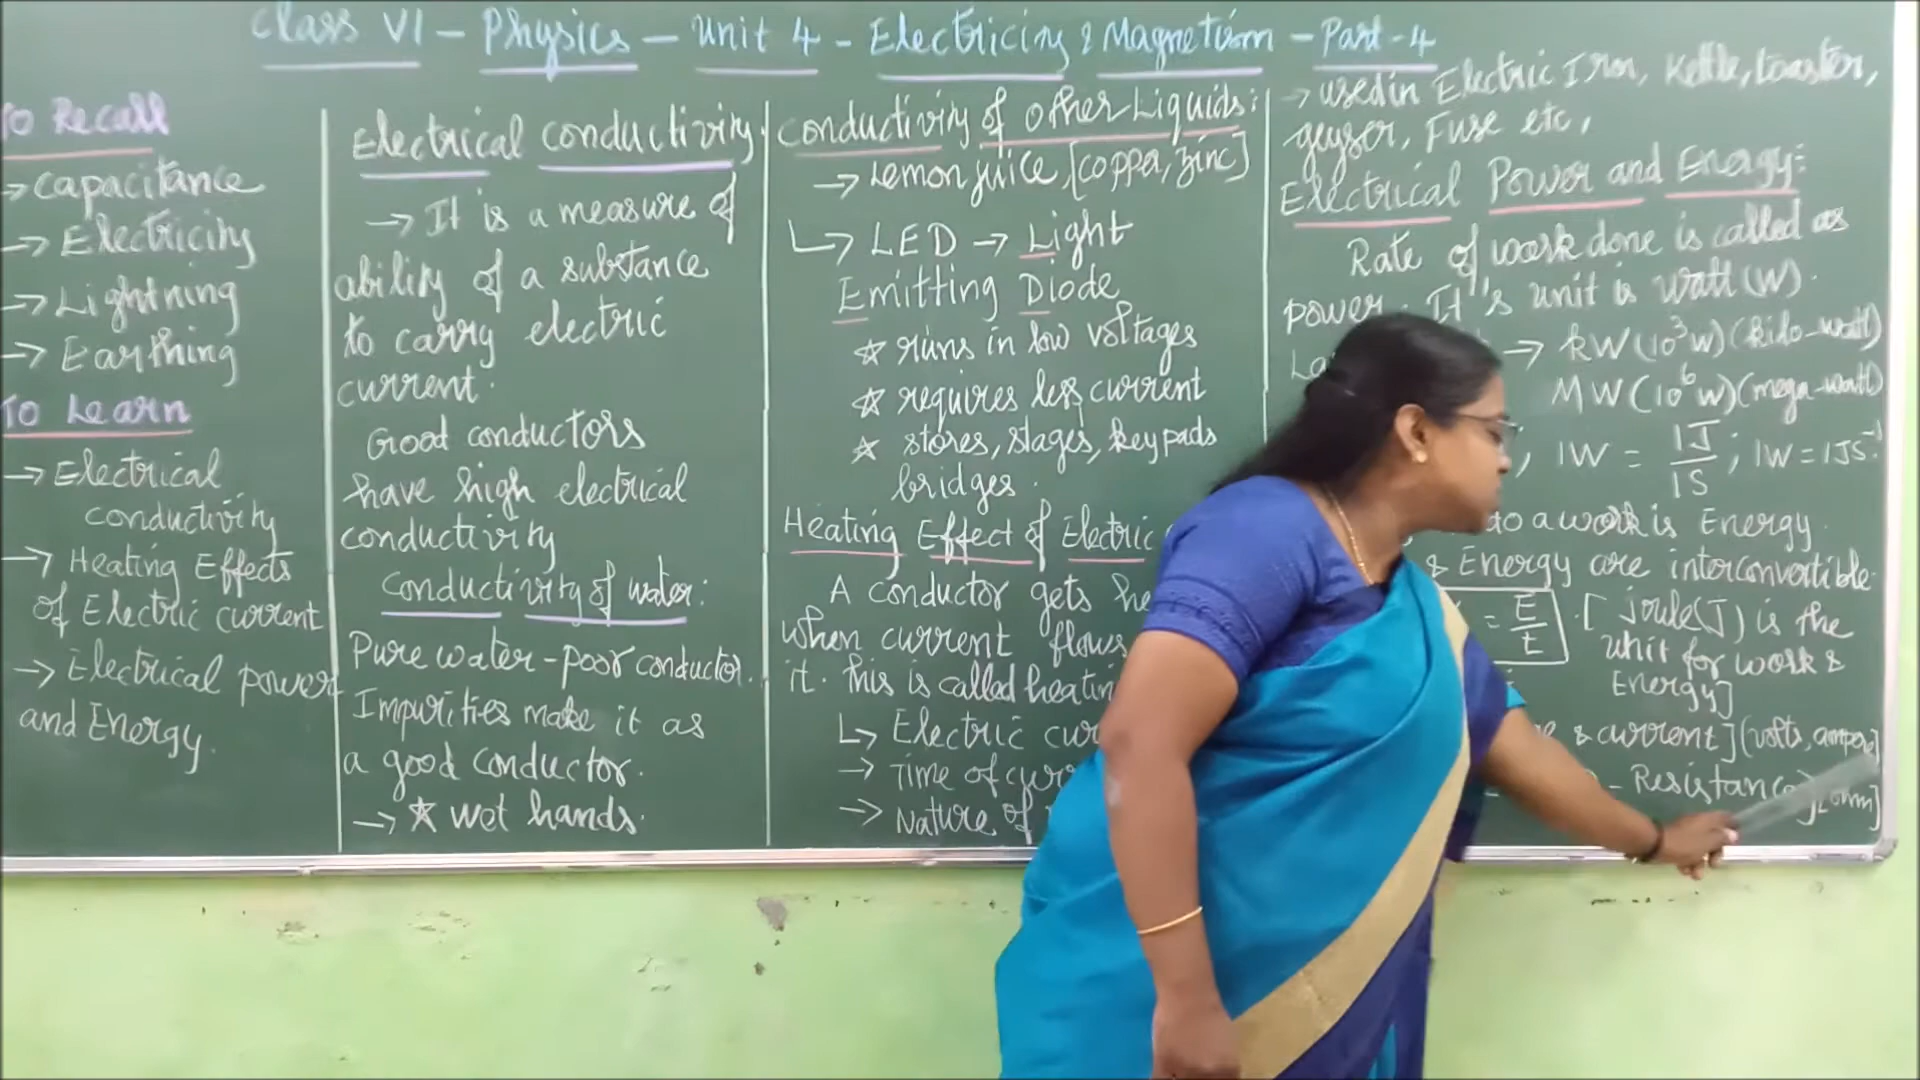 Class VI - Physics - Unit 4 - Electricity & Magnetism - Part-4
To Recall
→ Capacitance
→ Electricity
→ Lightning
→ Earthing
To Learn
→ Electrical
conductivity
→ Heating Effects
of Electric current
→ Electrical power
and Energy.
Electrical conductivity.
→ It is a measure of
ability of a substance
to carry electric
current.
Good conductors
have high electrical
conductivity
Conductivity of water:
Pure water - poor conductor.
Impurities make it as
a good conductor.
→ ☆ wet hands.
Conductivity of other Liquids:
→ Lemon juice, [copper, zinc]
↳ LED → Light
Emitting Diode
☆ runs in low voltages
☆ requires less current
☆ stores, stages, key pads
bridges.
Heating Effect of Electric
A conductor gets he
when current flows
it. This is called heatin
↳ Electric cur
→ Time of curr
→ Nature of
→ used in Electric Iron, Kettle, toaster,
geyser, Fuse etc,
Electrical Power and Energy:
Rate of work done is called as
power. It's unit is watt (W).
La → kW (10³w) (kilo-watt)
MW (10⁶w) (mega-watt)
, 1W = 1J/1S ; 1W = 1JS⁻¹.
do a work is Energy.
& Energy are interconvertible.
= E/t . [Joule (J) is the
unit for work &
Energy]
& current] (volts, ampere]
- Resistance] [ohm]